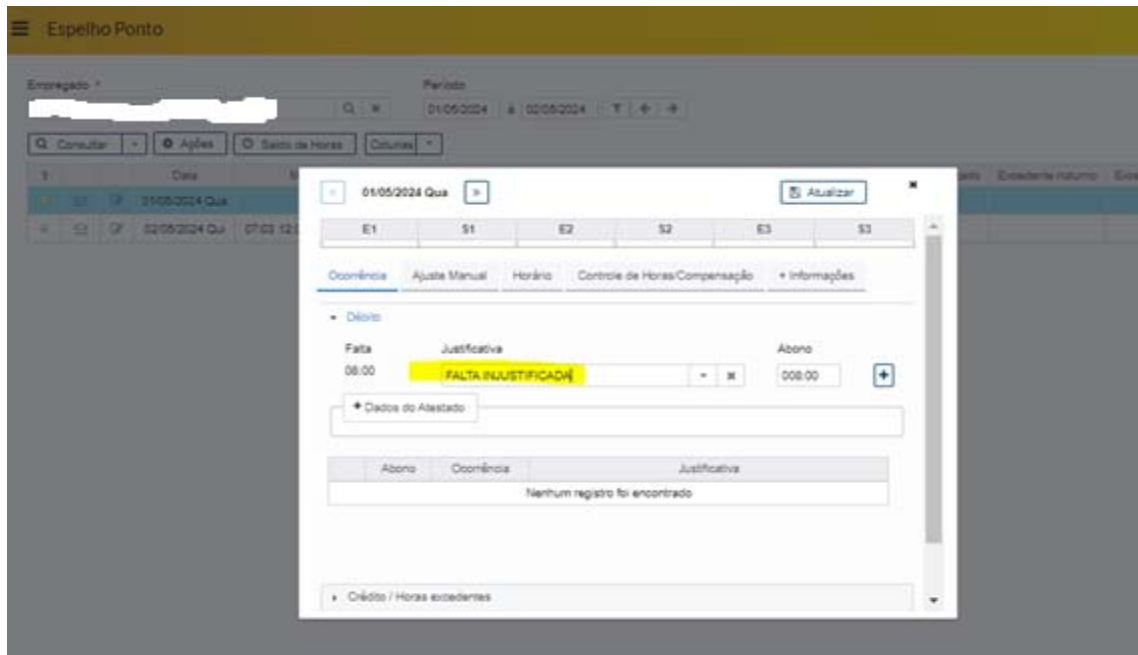 Espelho Ponto
Empregado *
Período
01/05/2024 à 02/05/2024
Consultar Ações Saldo de Horas Colunas
Data
Excedente noturno
01/05/2024 Qua
02/05/2024 Qui 07:03
01/05/2024 Qua Atualizar
E1 S1 E2 S2 E3 S3
Ocorrência Ajuste Manual Horário Controle de Horas/Compensação + Informações
Débito
Falta Justificativa Abono
08:00 FALTA INJUSTIFICADA 008:00
+ Dados do Atestado
Abono Ocorrência Justificativa
Nenhum registro foi encontrado
Crédito / Horas excedentes